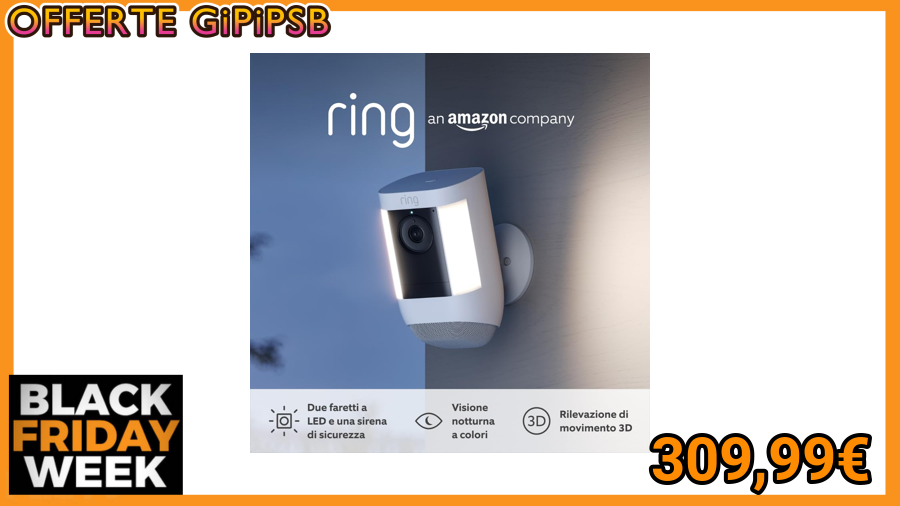 OFFERTE GiPiPSB
ring an amazon company
ring
Due faretti a
LED e una sirena
di sicurezza
Visione
notturna
a colori
3D
Rilevazione di
movimento 3D
BLACK
FRIDAY
WEEK
309,99€